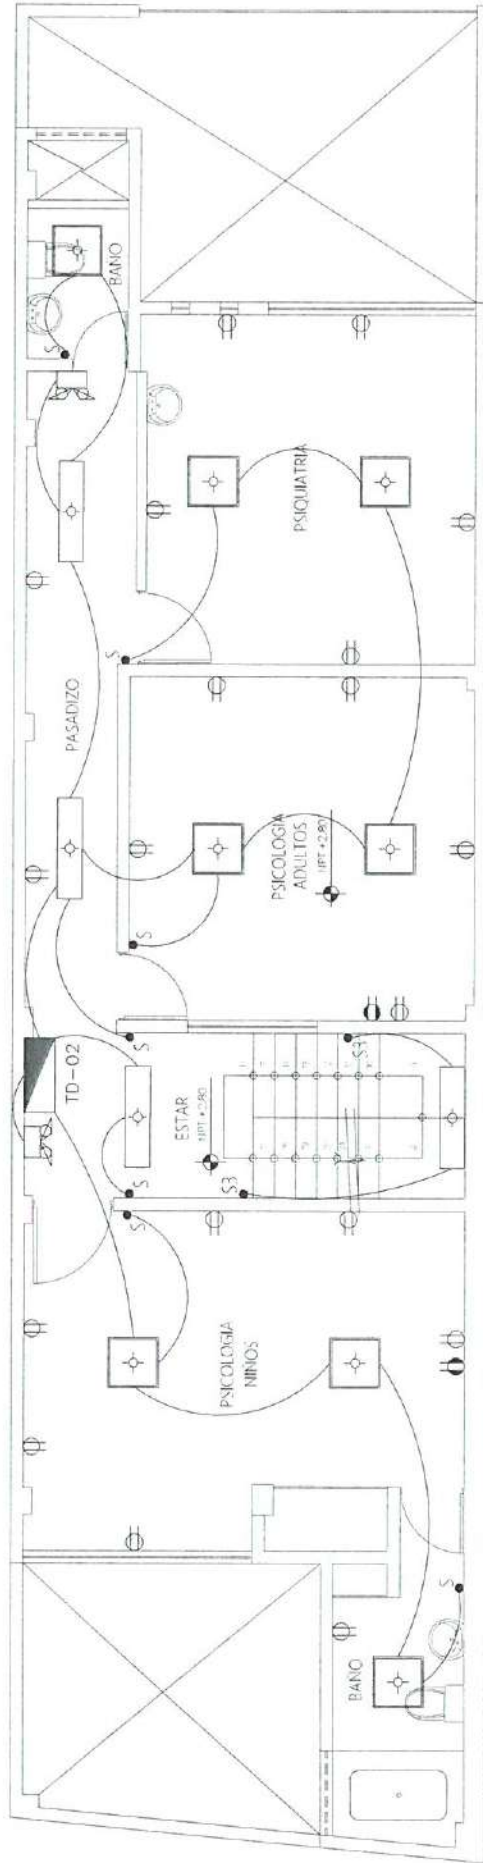 BAÑO
S
PASADIZO
PSIQUIATRIA
S
PSICOLOGIA
ADULTOS
NPT +2.80
S
TD-02
S
ESTAR
NPT +2.80
S3
S
S3
S
PSICOLOGIA
NIÑOS
S
BAÑO